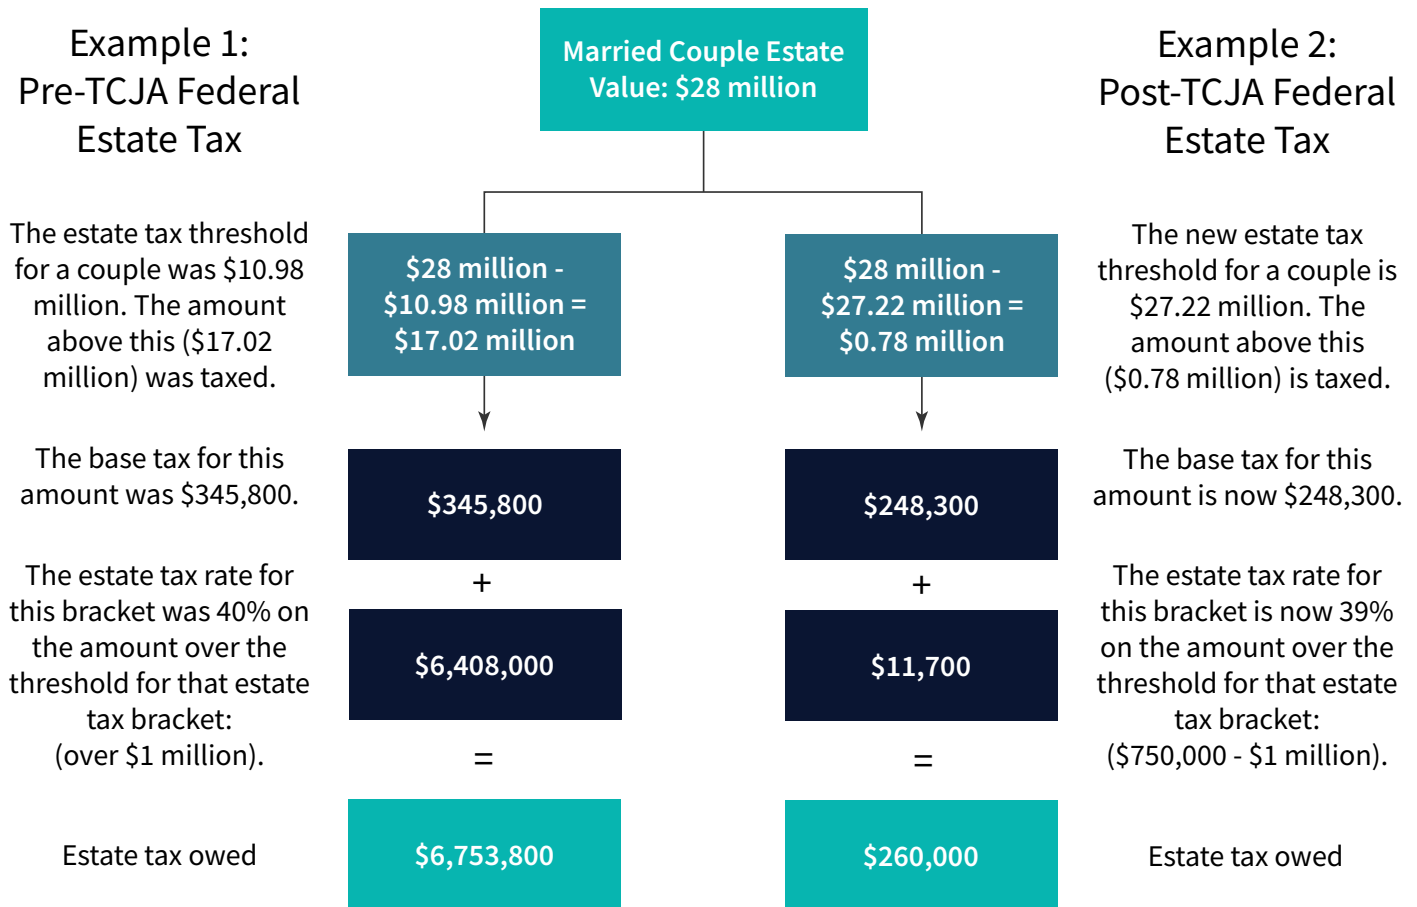 Example 1:
Pre-TCJA Federal
Estate Tax
Married Couple Estate
Value: $28 million
Example 2:
Post-TCJA Federal
Estate Tax
The estate tax threshold
for a couple was $10.98
million. The amount
above this ($17.02
million) was taxed.
$28 million -
$10.98 million =
$17.02 million
$28 million -
$27.22 million =
$0.78 million
The new estate tax
threshold for a couple is
$27.22 million. The
amount above this
($0.78 million) is taxed.
The base tax for this
amount was $345,800.
$345,800
$248,300
The base tax for this
amount is now $248,300.
+
+
The estate tax rate for
this bracket was 40% on
the amount over the
threshold for that estate
tax bracket:
(over $1 million).
$6,408,000
$11,700
The estate tax rate for
this bracket is now 39%
on the amount over the
threshold for that estate
tax bracket:
($750,000 - $1 million).
=
=
Estate tax owed
$6,753,800
$260,000
Estate tax owed